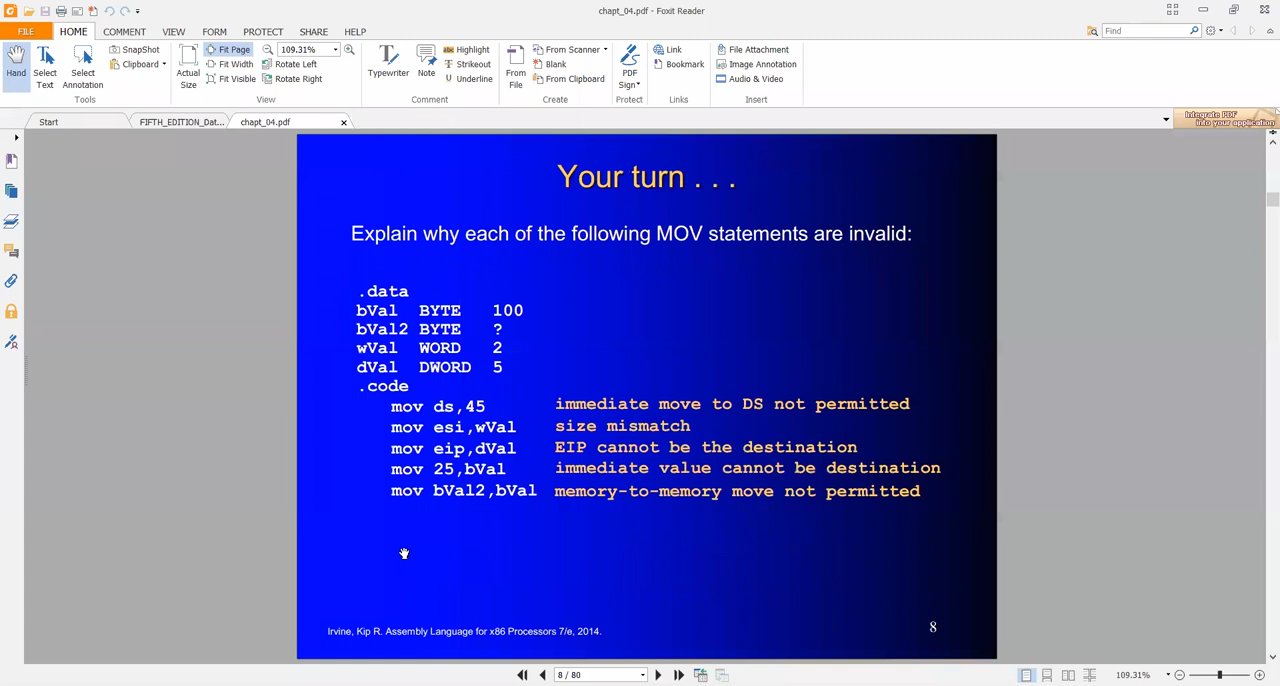 chapt_04.pdf - Foxit Reader
FILE HOME COMMENT VIEW FORM PROTECT SHARE HELP
Find
Hand
Select Text
Select Annotation
SnapShot
Clipboard
Tools
Actual Size
Fit Page
Fit Width
Fit Visible
109.31%
Rotate Left
Rotate Right
View
Typewriter
Note
Highlight
Strikeout
Underline
Comment
From File
From Scanner
Blank
From Clipboard
Create
PDF Sign
Protect
Link
Bookmark
Links
File Attachment
Image Annotation
Audio & Video
Insert
Start
FIFTH_EDITION_Dat...
chapt_04.pdf
Integrate PDF
into your application
Your turn . . .
Explain why each of the following MOV statements are invalid:
.data
bVal BYTE 100
bVal2 BYTE ?
wVal WORD 2
dVal DWORD 5
.code
mov ds,45 immediate move to DS not permitted
mov esi,wVal size mismatch
mov eip,dVal EIP cannot be the destination
mov 25,bVal immediate value cannot be destination
mov bVal2,bVal memory-to-memory move not permitted
Irvine, Kip R. Assembly Language for x86 Processors 7/e, 2014.
8
8 / 80
109.31%